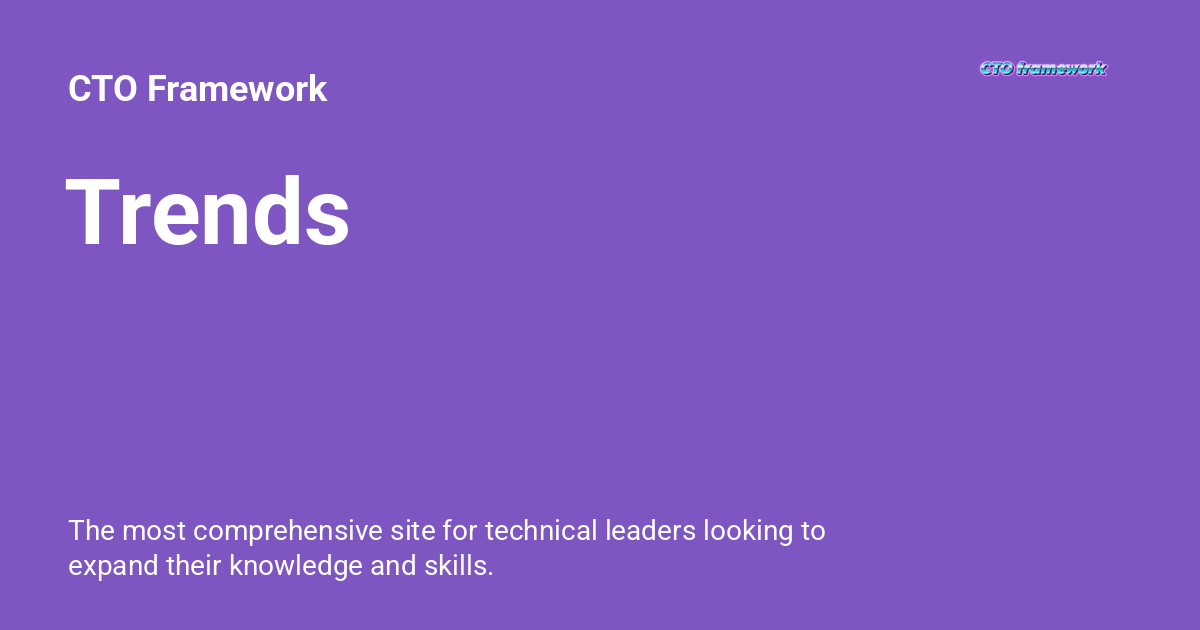 CTO Framework
CTO framework
Trends
The most comprehensive site for technical leaders looking to
expand their knowledge and skills.